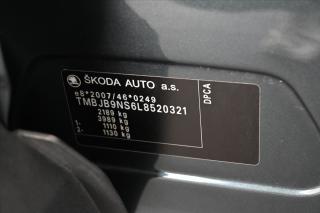 ŠKODA AUTO a.s.
e8*2007/46*0249
TMBJB9NS6L8520321
2189 kg
3989 kg
1- 1110 kg
2- 1130 kg
DPCA